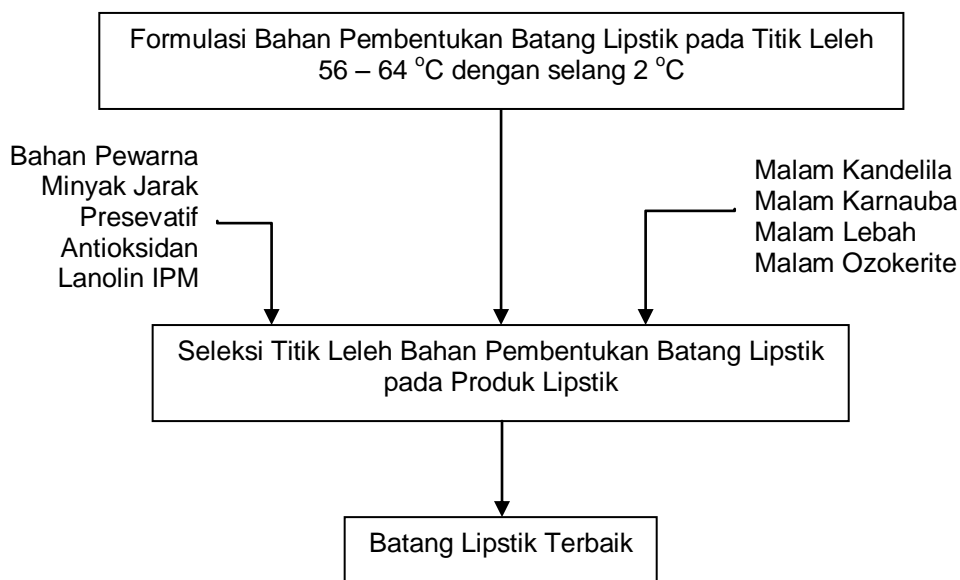 Formulasi Bahan Pembentukan Batang Lipstik pada Titik Leleh
56 – 64 °C dengan selang 2 °C
Bahan Pewarna
Minyak Jarak
Presevatif
Antioksidan
Lanolin IPM
Malam Kandelila
Malam Karnauba
Malam Lebah
Malam Ozokerite
Seleksi Titik Leleh Bahan Pembentukan Batang Lipstik
pada Produk Lipstik
Batang Lipstik Terbaik